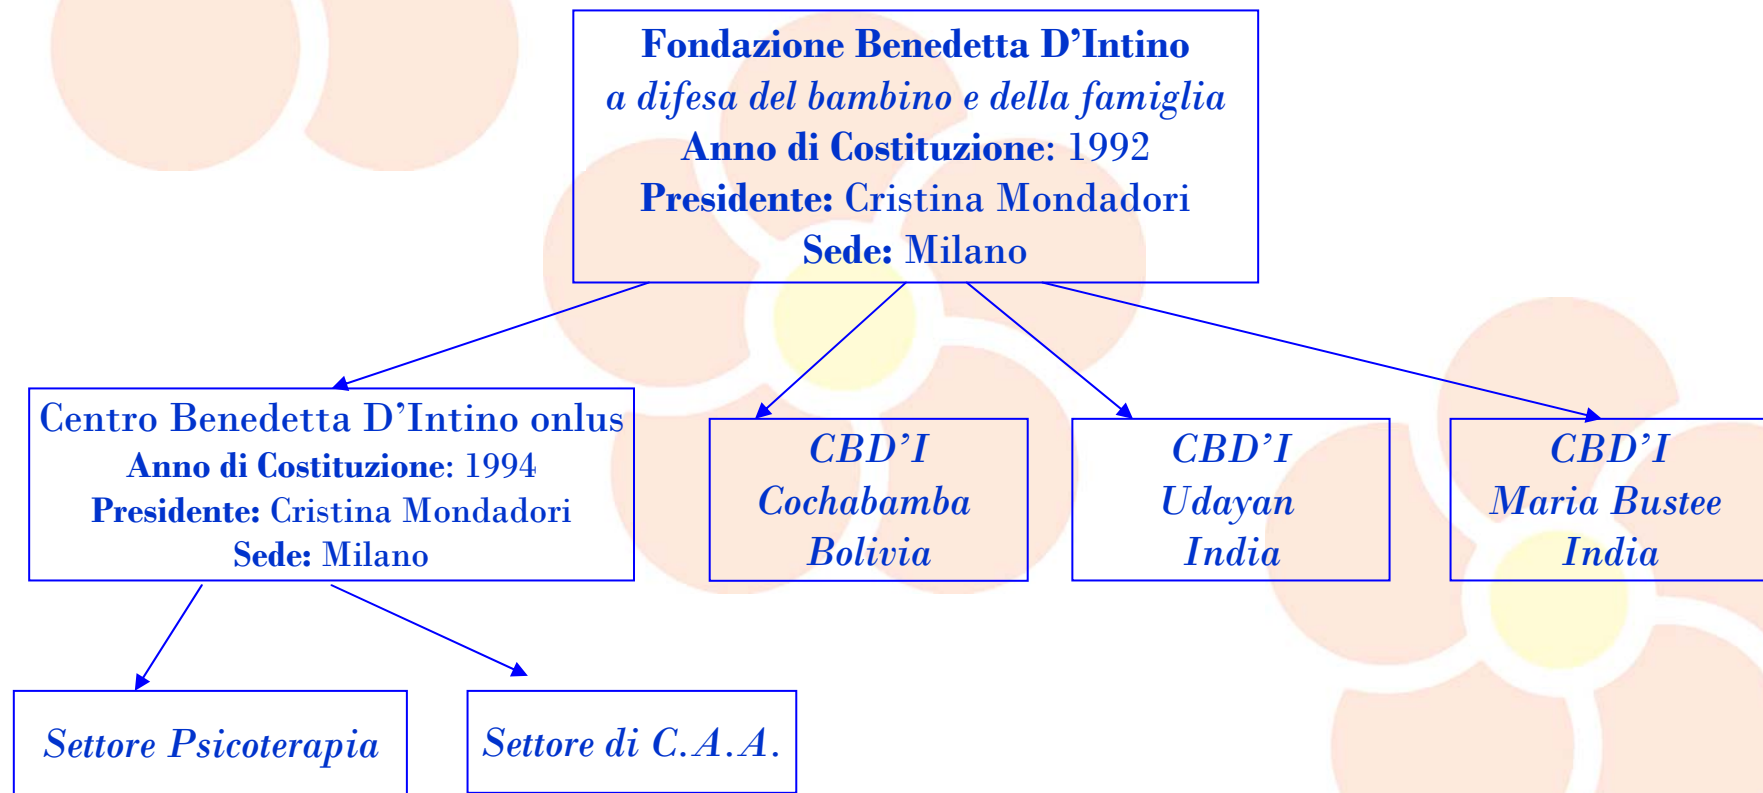 Fondazione Benedetta D’Intino
a difesa del bambino e della famiglia
Anno di Costituzione: 1992
Presidente: Cristina Mondadori
Sede: Milano
Centro Benedetta D’Intino onlus
Anno di Costituzione: 1994
Presidente: Cristina Mondadori
Sede: Milano
CBD’I
Cochabamba
Bolivia
CBD’I
Udayan
India
CBD’I
Maria Bustee
India
Settore Psicoterapia
Settore di C.A.A.